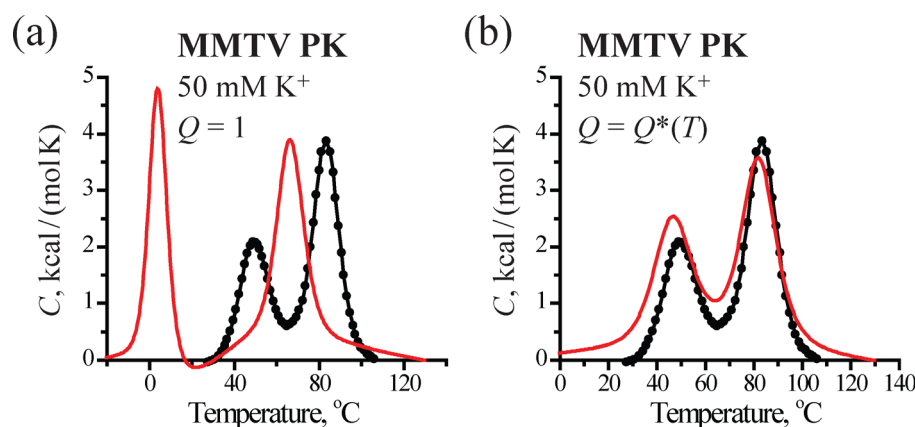 (a)
MMTV PK
50 mM K⁺
Q = 1
5
4
3
2
1
0
C, kcal/(mol K)
0 40 80 120
Temperature, °C
(b)
MMTV PK
50 mM K⁺
Q = Q*(T)
5
4
3
2
1
0
C, kcal/(mol K)
0 20 40 60 80 100 120 140
Temperature, °C